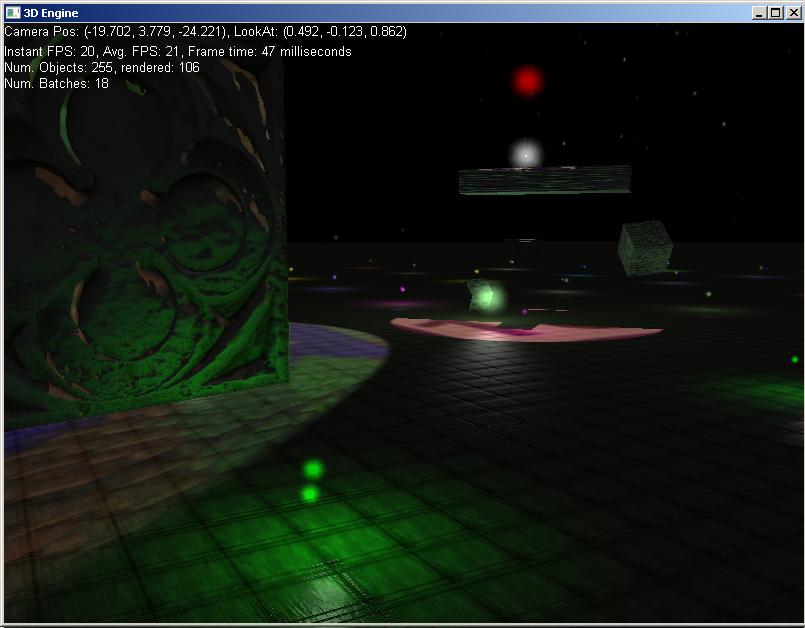 3D Engine
Camera Pos: (-19.702, 3.779, -24.221), LookAt: (0.492, -0.123, 0.862)
Instant FPS: 20, Avg. FPS: 21, Frame time: 47 milliseconds
Num. Objects: 255, rendered: 106
Num. Batches: 18